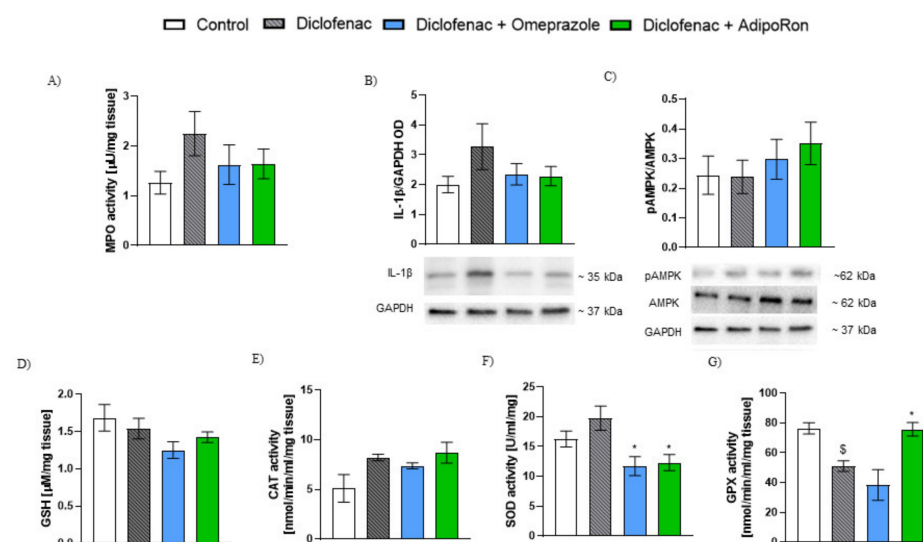 Control Diclofenac Diclofenac + Omeprazole Diclofenac + AdipoRon
A)
MPO activity [µU/mg tissue]
3
2
1
0
B)
IL-1β/GAPDH OD
5
4
3
2
1
0
IL-1β ~ 35 kDa
GAPDH ~ 37 kDa
C)
pAMPK/AMPK
0.5
0.4
0.3
0.2
0.1
0.0
pAMPK ~62 kDa
AMPK ~ 62 kDa
GAPDH ~ 37 kDa
D)
GSH [µM/mg tissue]
2.0
1.5
1.0
0.5
0.0
E)
CAT activity
[nmol/min/ml/mg tissue]
15
10
5
0
F)
SOD activity [U/ml/mg]
25
20
15
10
5
0
* *
G)
GPX activity
[nmol/min/ml/mg tissue]
100
80
60
40
20
0
$ *